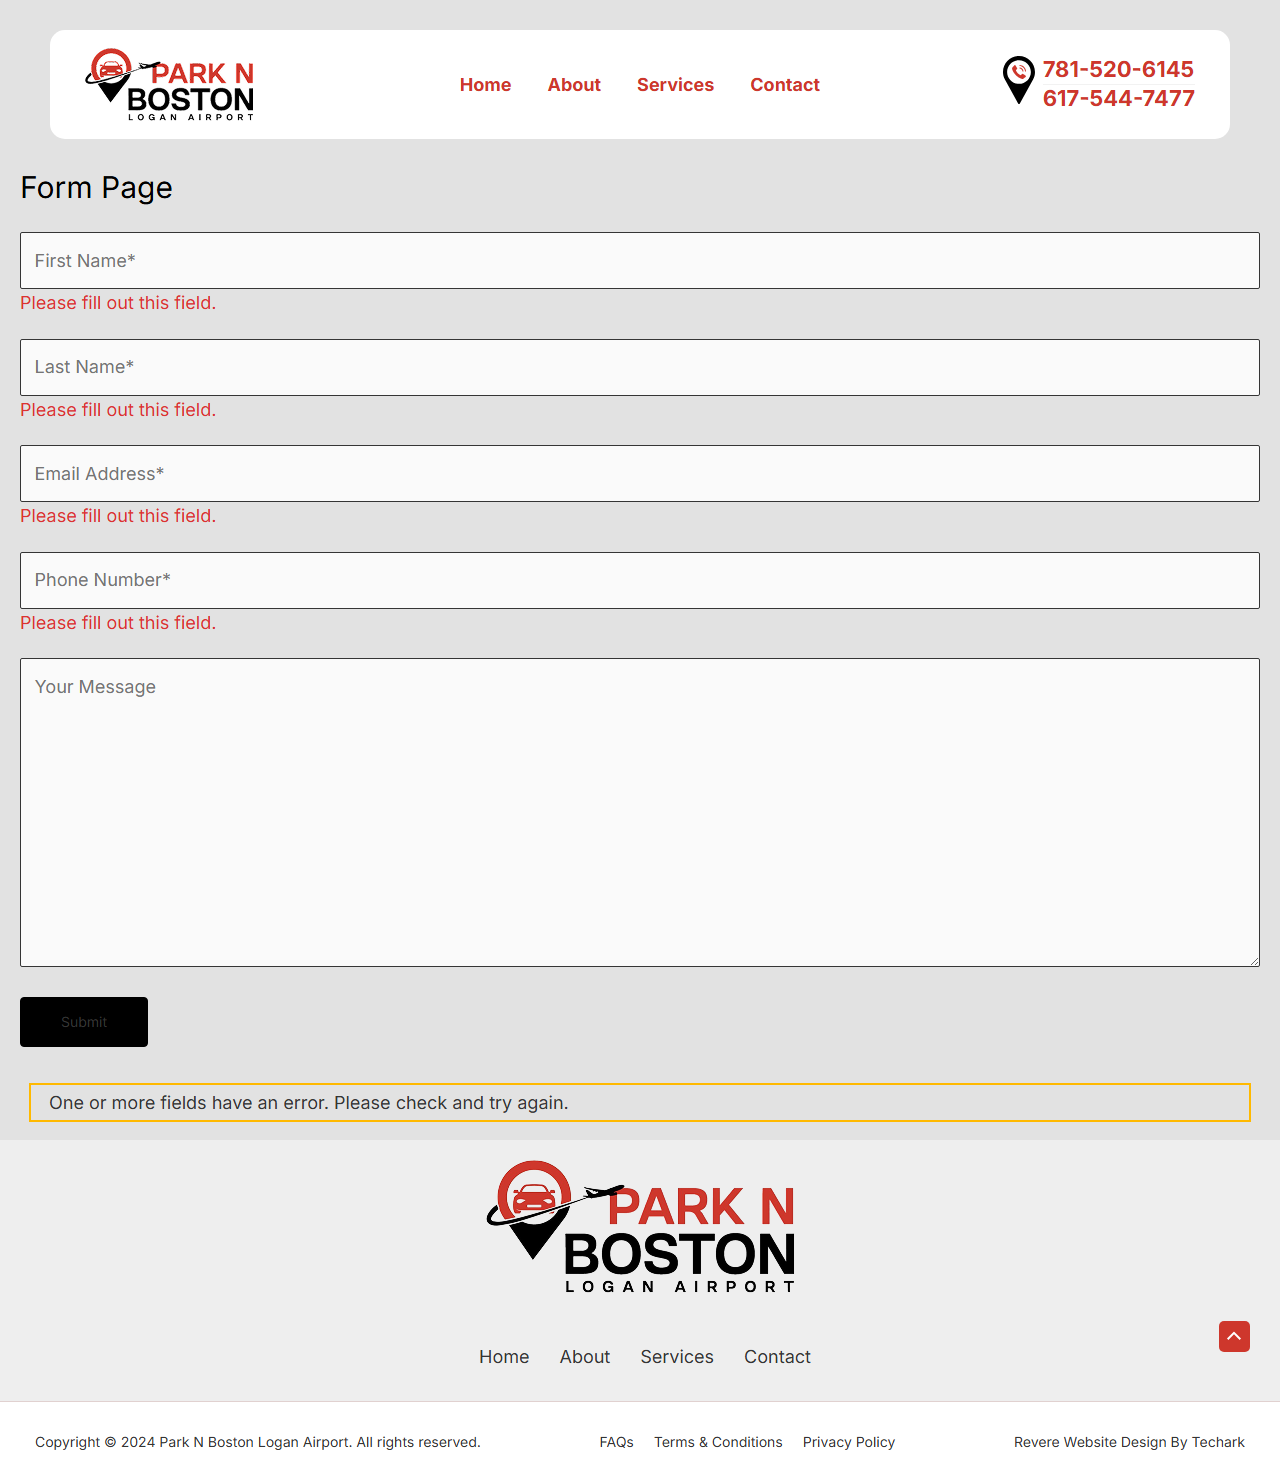 PARK N
BOSTON
LOGAN AIRPORT
Home About Services Contact
781-520-6145
617-544-7477
Form Page
First Name*
Please fill out this field.
Last Name*
Please fill out this field.
Email Address*
Please fill out this field.
Phone Number*
Please fill out this field.
Your Message
Submit
One or more fields have an error. Please check and try again.
PARK N
BOSTON
LOGAN AIRPORT
Home About Services Contact
Copyright © 2024 Park N Boston Logan Airport. All rights reserved. FAQs Terms & Conditions Privacy Policy Revere Website Design By Techark